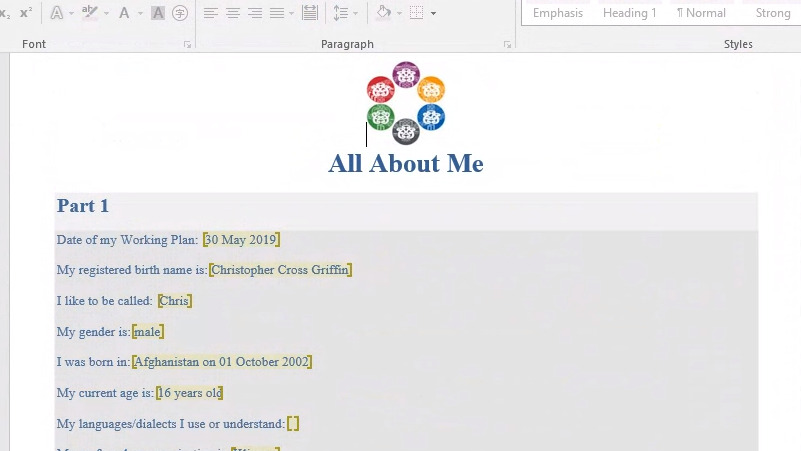 Emphasis Heading 1 ¶ Normal Strong
Font Paragraph Styles
All About Me
Part 1
Date of my Working Plan: [30 May 2019]
My registered birth name is:[Christopher Cross Griffin]
I like to be called: [Chris]
My gender is:[male]
I was born in:[Afghanistan on 01 October 2002]
My current age is:[16 years old]
My languages/dialects I use or understand:[ ]